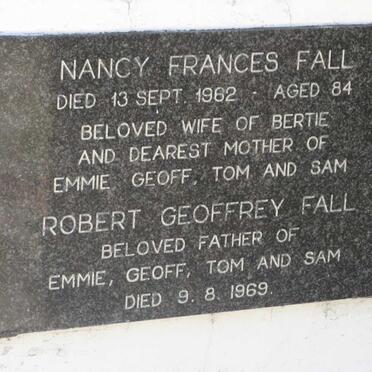 NANCY FRANCES FALL
DIED 13 SEPT. 1962 - AGED 84
BELOVED WIFE OF BERTIE
AND DEAREST MOTHER OF
EMMIE GEOFF, TOM AND SAM
ROBERT GEOFFREY FALL
BELOVED FATHER OF
EMMIE, GEOFF, TOM AND SAM
DIED 9. 8. 1969.